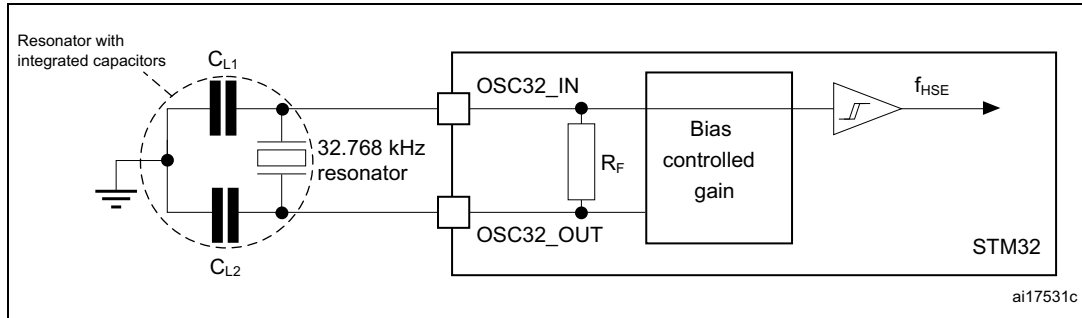 Resonator with
integrated capacitors
CL1
32.768 kHz
resonator
CL2
OSC32_IN
OSC32_OUT
RF
Bias
controlled
gain
fHSE
STM32
ai17531c